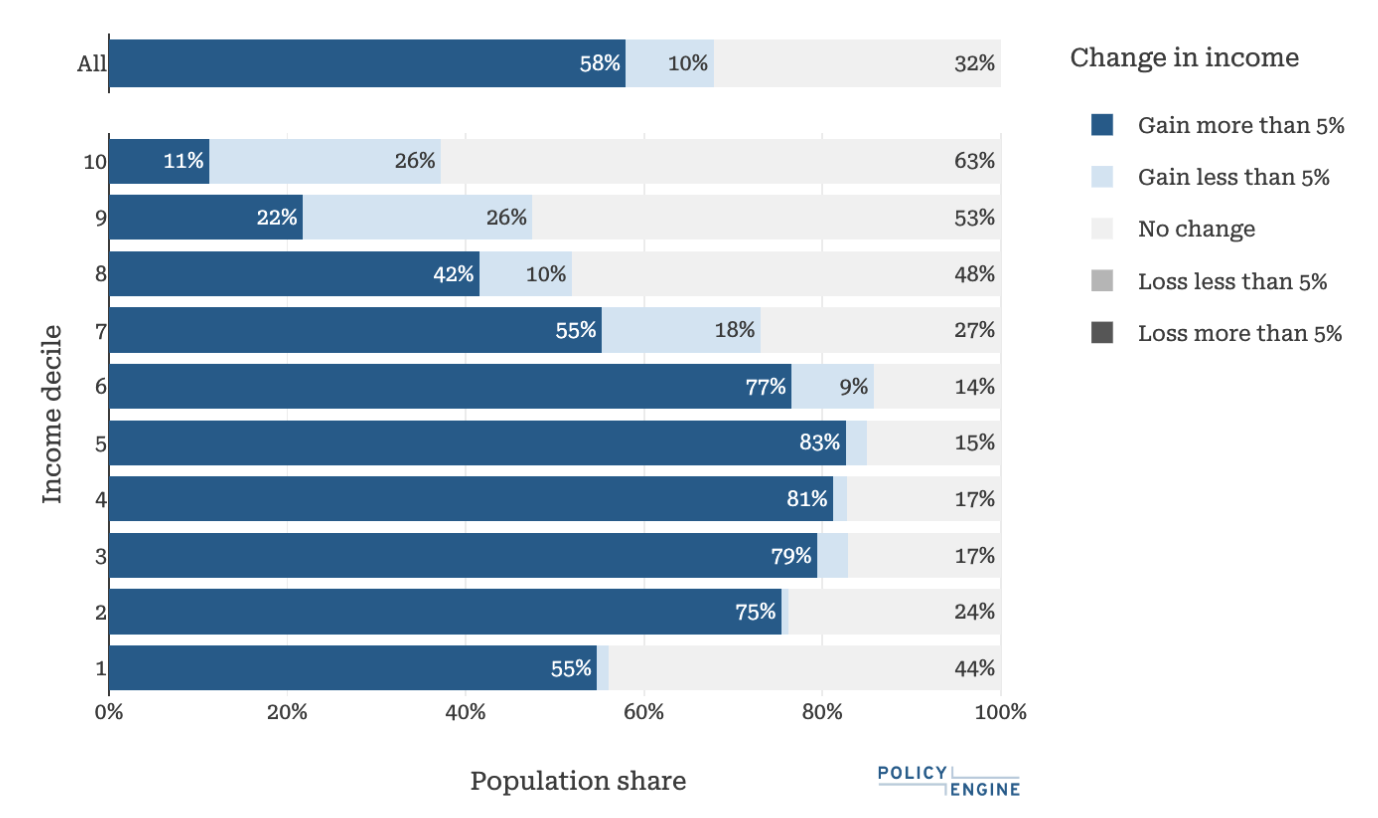 All 58% 10% 32%
Change in income
Gain more than 5%
Gain less than 5%
No change
Loss less than 5%
Loss more than 5%
Income decile
10 11% 26% 63%
9 22% 26% 53%
8 42% 10% 48%
7 55% 18% 27%
6 77% 9% 14%
5 83% 15%
4 81% 17%
3 79% 17%
2 75% 24%
1 55% 44%
0% 20% 40% 60% 80% 100%
Population share
POLICY
ENGINE